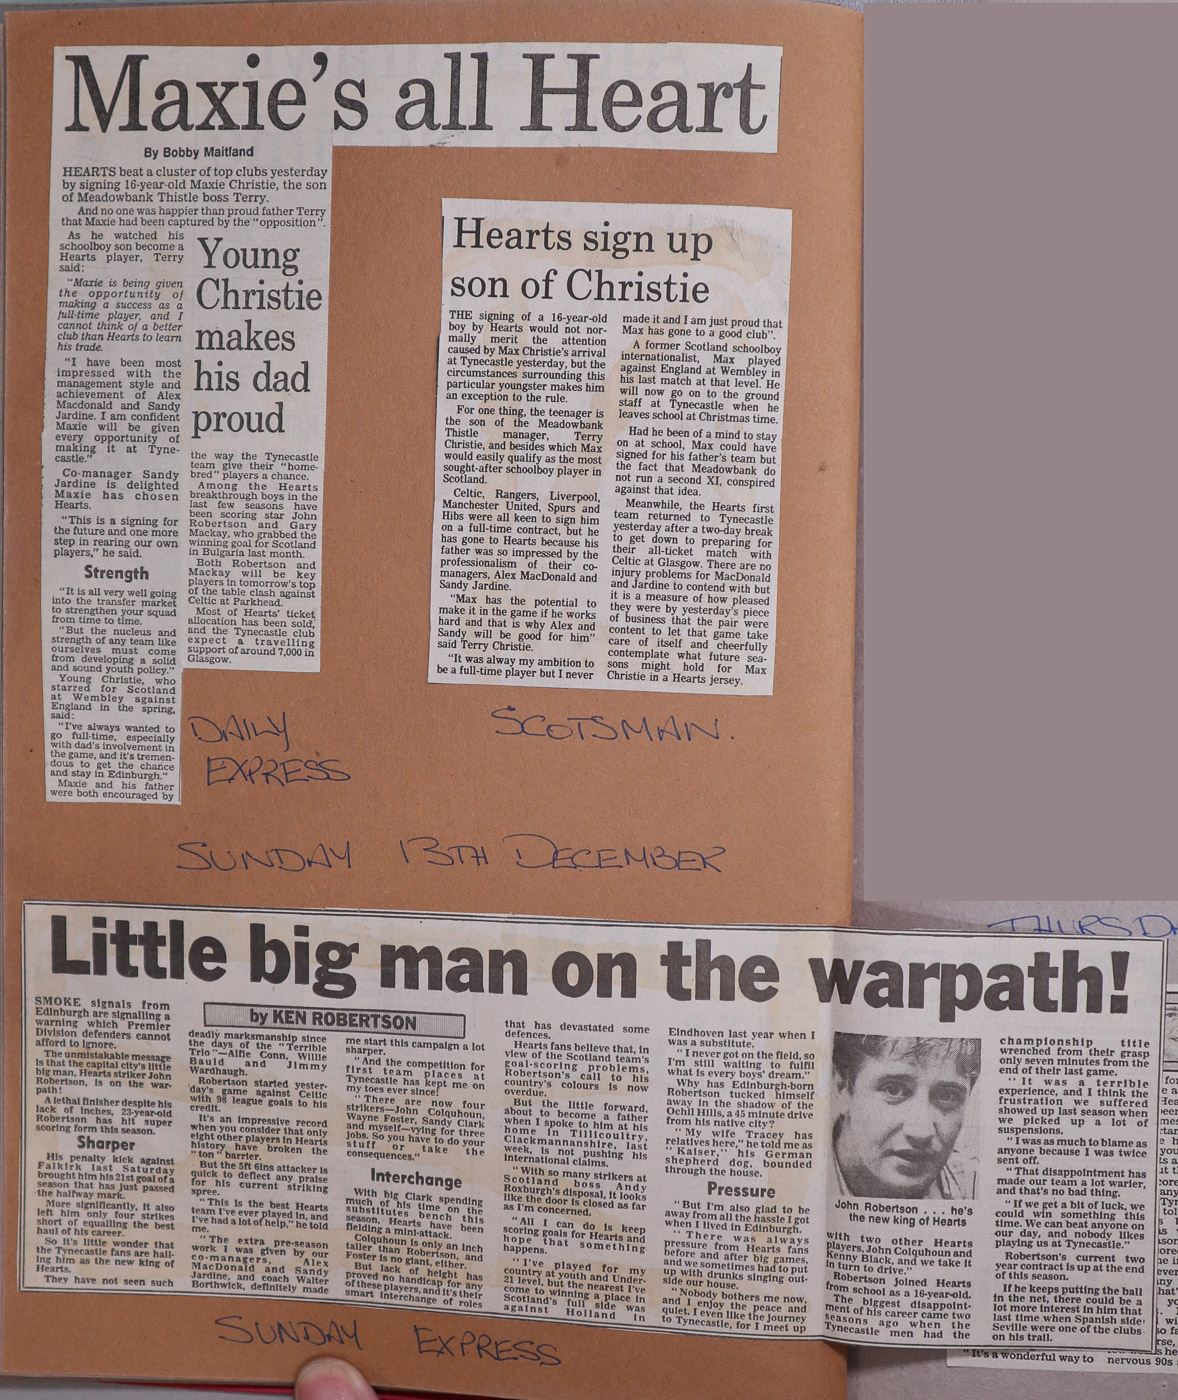 Maxie's all Heart
By Bobby Maitland
HEARTS beat a cluster of top clubs yesterday
by signing 16-year-old Maxie Christie, the son
of Meadowbank Thistle boss Terry.
And no one was happier than proud father Terry
that Maxie had been captured by the "opposition".
As he watched his
schoolboy son become a
Hearts player, Terry
said:
"Maxie is being given
the opportunity of
making a success as a
full-time player, and I
cannot think of a better
club than Hearts to learn
his trade.
"I have been most
impressed with the
management style and
achievement of Alex
Macdonald and Sandy
Jardine. I am confident
Maxie will be given
every opportunity of
making it at Tyne-
castle."
Co-manager Sandy
Jardine is delighted
Maxie has chosen
Hearts.
"This is a signing for
the future and one more
step in rearing our own
players," he said.
Strength
"It is all very well going
into the transfer market
to strengthen your squad
from time to time.
"But the nucleus and
strength of any team like
ourselves must come
from developing a solid
and sound youth policy."
Young Christie, who
starred for Scotland
at Wembley against
England in the spring,
said:
"I've always wanted to
go full-time, especially
with dad's involvement in
the game, and it's tremen-
dous to get the chance
and stay in Edinburgh."
Maxie and his father
were both encouraged by
Young
Christie
makes
his dad
proud
the way the Tynecastle
team give their "home-
bred" players a chance.
Among the Hearts
breakthrough boys in the
last few seasons have
been scoring star John
Robertson and Gary
Mackay, who grabbed the
winning goal for Scotland
in Bulgaria last month.
Both Robertson and
Mackay will be key
players in tomorrow's top
of the table clash against
Celtic at Parkhead.
Most of Hearts' ticket
allocation has been sold,
and the Tynecastle club
expect a travelling
support of around 7,000 in
Glasgow.
DAILY
EXPRESS
Hearts sign up
son of Christie
THE signing of a 16-year-old
boy by Hearts would not nor-
mally merit the attention
caused by Max Christie's arrival
at Tynecastle yesterday, but the
circumstances surrounding this
particular youngster makes him
an exception to the rule.
For one thing, the teenager is
the son of the Meadowbank
Thistle manager, Terry
Christie, and besides which Max
would easily qualify as the most
sought-after schoolboy player in
Scotland.
Celtic, Rangers, Liverpool,
Manchester United, Spurs and
Hibs were all keen to sign him
on a full-time contract, but he
has gone to Hearts because his
father was so impressed by the
professionalism of their co-
managers, Alex MacDonald and
Sandy Jardine.
"Max has the potential to
make it in the game if he works
hard and that is why Alex and
Sandy will be good for him"
said Terry Christie.
"It was alway my ambition to
be a full-time player but I never
made it and I am just proud that
Max has gone to a good club".
A former Scotland schoolboy
internationalist, Max played
against England at Wembley in
his last match at that level. He
will now go on to the ground
staff at Tynecastle when he
leaves school at Christmas time.
Had he been of a mind to stay
on at school, Max could have
signed for his father's team but
the fact that Meadowbank do
not run a second XI, conspired
against that idea.
Meanwhile, the Hearts first
team returned to Tynecastle
yesterday after a two-day break
to get down to preparing for
their all-ticket match with
Celtic at Glasgow. There are no
injury problems for MacDonald
and Jardine to contend with but
it is a measure of how pleased
they were by yesterday's piece
of business that the pair were
content to let that game take
care of itself and cheerfully
contemplate what future sea-
sons might hold for Max
Christie in a Hearts jersey.
SCOTSMAN.
SUNDAY 13TH DECEMBER
Little big man on the warpath!
by KEN ROBERTSON
SMOKE signals from
Edinburgh are signalling a
warning which Premier
Division defenders cannot
afford to ignore.
The unmistakable message
is that the capital city's little
big man, Hearts striker John
Robertson, is on the war-
path!
A lethal finisher despite his
lack of inches, 23-year-old
Robertson has hit super
scoring form this season.
Sharper
His penalty kick against
Falkirk last Saturday
brought him his 21st goal of a
season that has just passed
the halfway mark.
More significantly, it also
left him only four strikes
short of equalling the best
haul of his career.
So it's little wonder that
the Tynecastle fans are hail-
ing him as the new king of
Hearts.
They have not seen such
deadly marksmanship since
the days of the "Terrible
Trio"—Alfie Conn, Willie
Bauld and Jimmy
Wardhaugh.
Robertson started yester-
day's game against Celtic
with 98 league goals to his
credit.
It's an impressive record
when you consider that only
eight other players in Hearts
history have broken the
"ton" barrier.
But the 5ft 6ins attacker is
quick to deflect any praise
for his current striking
spree.
"This is the best Hearts
team I've ever played in, and
I've had a lot of help," he told
me.
"The extra pre-season
work I was given by our
co-managers, Alex
MacDonald and Sandy
Jardine, and coach Walter
Borthwick, definitely made
me start this campaign a lot
sharper.
"And the competition for
first team places at
Tynecastle has kept me on
my toes ever since!
"There are now four
strikers—John Colquhoun,
Wayne Foster, Sandy Clark
and myself—vying for three
jobs. So you have to do your
stuff or take the
consequences."
Interchange
With big Clark spending
much of his time on the
substitutes bench this
season, Hearts have been
fielding a mini-attack.
Colquhoun is only an inch
taller than Robertson, and
Foster is no giant, either.
But lack of height has
proved no handicap for any
of these players, and it's their
smart interchange of roles
that has devastated some
defences.
Hearts fans believe that, in
view of the Scotland team's
goal-scoring problems,
Robertson's call to his
country's colours is now
overdue.
But the little forward,
about to become a father
when I spoke to him at his
home in Tillicoultry,
Clackmannanshire, last
week, is not pushing his
international claims.
"With so many strikers at
Scotland boss Andy
Roxburgh's disposal, it looks
like the door is closed as far
as I'm concerned.
"All I can do is keep
scoring goals for Hearts and
hope that something
happens.
"I've played for my
country at youth and Under-
21 level, but the nearest I've
come to winning a place in
Scotland's full side was
against Holland in
Eindhoven last year when I
was a substitute.
"I never got on the field, so
I'm still waiting to fulfil
what is every boys' dream."
Why has Edinburgh-born
Robertson tucked himself
away in the shadow of the
Ochil Hills, a 45 minute drive
from his native city?
"My wife Tracey has
relatives here," he told me as
"Kaiser," his German
shepherd dog, bounded
through the house.
Pressure
"But I'm also glad to be
away from all the hassle I got
when I lived in Edinburgh.
"There was always
pressure from Hearts fans
before and after big games,
and we sometimes had to put
up with drunks singing out-
side our house.
"Nobody bothers me now,
and I enjoy the peace and
quiet. I even like the journey
to Tynecastle, for I meet up
John Robertson . . . he's
the new king of Hearts
with two other Hearts
players, John Colquhoun and
Kenny Black, and we take it
in turn to drive."
Robertson joined Hearts
from school as a 16-year-old.
The biggest disappoint-
ment of his career came two
seasons ago when the
Tynecastle men had the
championship title
wrenched from their grasp
only seven minutes from the
end of their last game.
"It was a terrible
experience, and I think the
frustration we suffered
showed up last season when
we picked up a lot of
suspensions.
"I was as much to blame as
anyone because I was twice
sent off.
"That disappointment has
made our team a lot warier,
and that's no bad thing.
"If we get a bit of luck, we
could win something this
time. We can beat anyone on
our day, and nobody likes
playing us at Tynecastle."
Robertson's current two
year contract is up at the end
of this season.
If he keeps putting the ball
in the net, there could be a
lot more interest in him that
last time when Spanish side
Seville were one of the clubs
on his trail.
SUNDAY EXPRESS
THURSDA
"It's a wonderful way to
nervous 90s